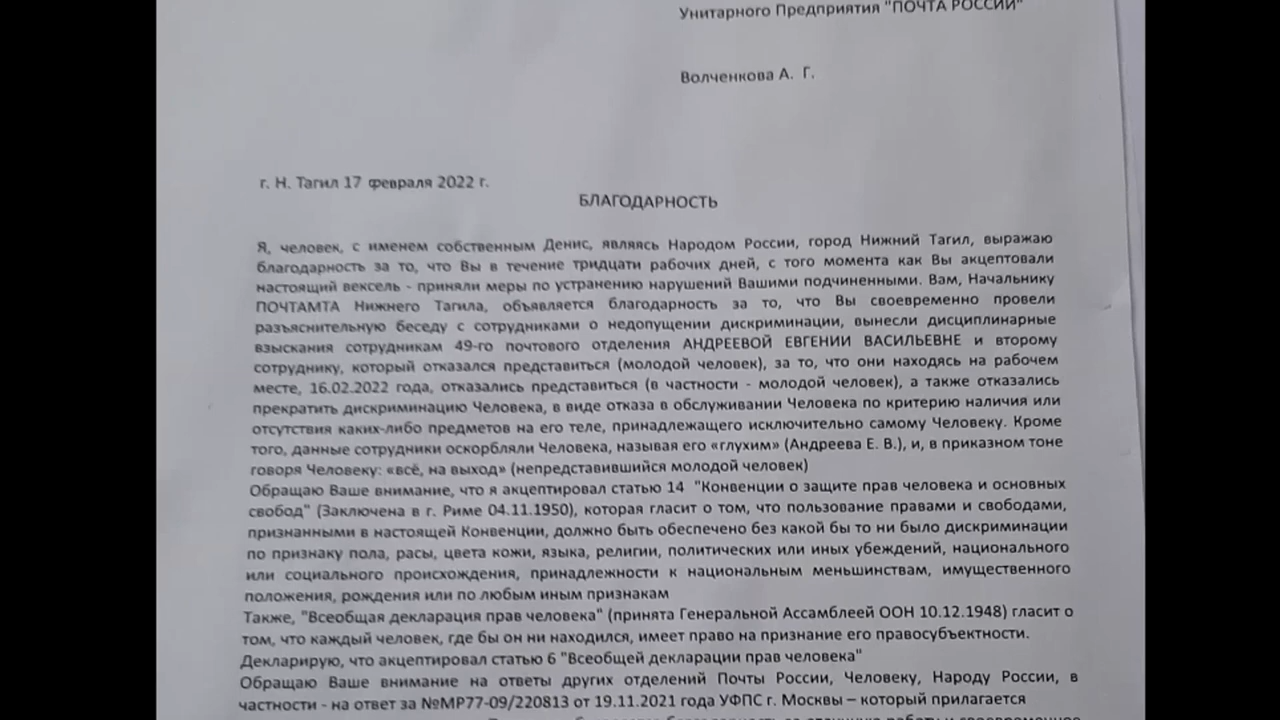 Унитарного Предприятия "ПОЧТА РОССИИ"
Волченкова А. Г.
г. Н. Тагил 17 февраля 2022 г.
БЛАГОДАРНОСТЬ
Я, человек, с именем собственным Денис, являясь Народом России, город Нижний Тагил, выражаю
благодарность за то, что Вы в течение тридцати рабочих дней, с того момента как Вы акцептовали
настоящий вексель - приняли меры по устранению нарушений Вашими подчиненными. Вам, Начальнику
ПОЧТАМТА Нижнего Тагила, объявляется благодарность за то, что Вы своевременно провели
разъяснительную беседу с сотрудниками о недопущении дискриминации, вынесли дисциплинарные
взыскания сотрудникам 49-го почтового отделения АНДРЕЕВОЙ ЕВГЕНИИ ВАСИЛЬЕВНЕ и второму
сотруднику, который отказался представиться (молодой человек), за то, что они находясь на рабочем
месте, 16.02.2022 года, отказались представиться (в частности - молодой человек), а также отказались
прекратить дискриминацию Человека, в виде отказа в обслуживании Человека по критерию наличия или
отсутствия каких-либо предметов на его теле, принадлежащего исключительно самому Человеку. Кроме
того, данные сотрудники оскорбляли Человека, называя его «глухим» (Андреева Е. В.), и, в приказном тоне
говоря Человеку: «всё, на выход» (непредставившийся молодой человек)
Обращаю Ваше внимание, что я акцептировал статью 14 "Конвенции о защите прав человека и основных
свобод" (Заключена в г. Риме 04.11.1950), которая гласит о том, что пользование правами и свободами,
признанными в настоящей Конвенции, должно быть обеспечено без какой бы то ни было дискриминации
по признаку пола, расы, цвета кожи, языка, религии, политических или иных убеждений, национального
или социального происхождения, принадлежности к национальным меньшинствам, имущественного
положения, рождения или по любым иным признакам
Также, "Всеобщая декларация прав человека" (принята Генеральной Ассамблеей ООН 10.12.1948) гласит о
том, что каждый человек, где бы он ни находился, имеет право на признание его правосубъектности.
Декларирую, что акцептировал статью 6 "Всеобщей декларации прав человека"
Обращаю Ваше внимание на ответы других отделений Почты России, Человеку, Народу России, в
частности - на ответ за №МР77-09/220813 от 19.11.2021 года УФПС г. Москвы – который прилагается